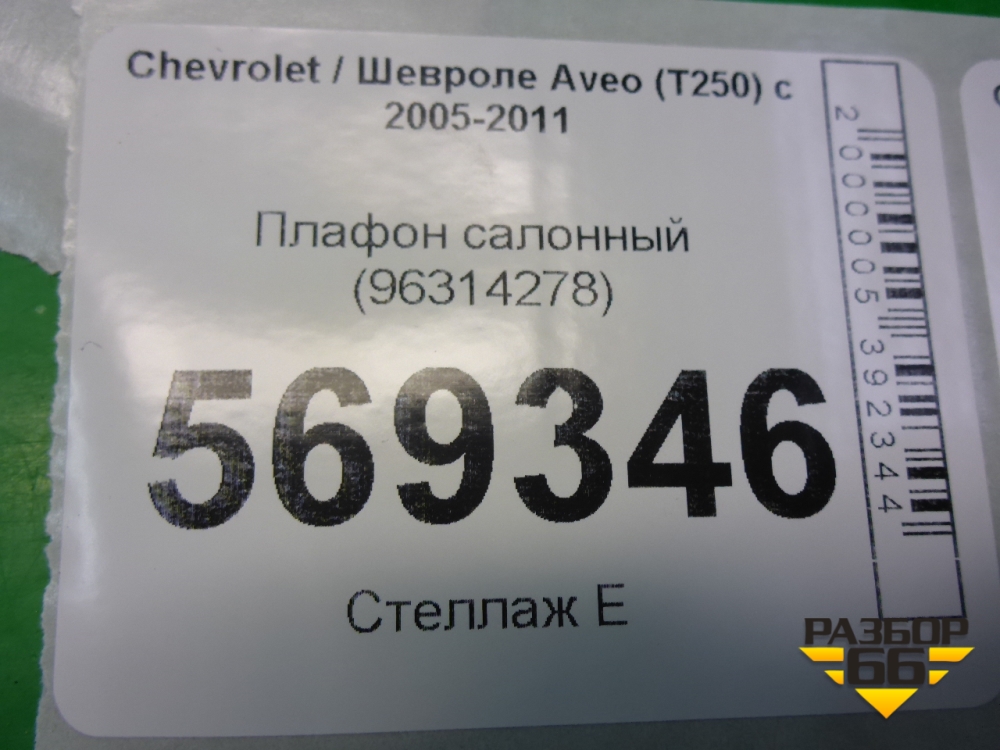 Chevrolet / Шевроле Aveo (T250) с
2005-2011
Плафон салонный
(96314278)
569346
Стеллаж Е
2000005392344
РАЗБОР
66